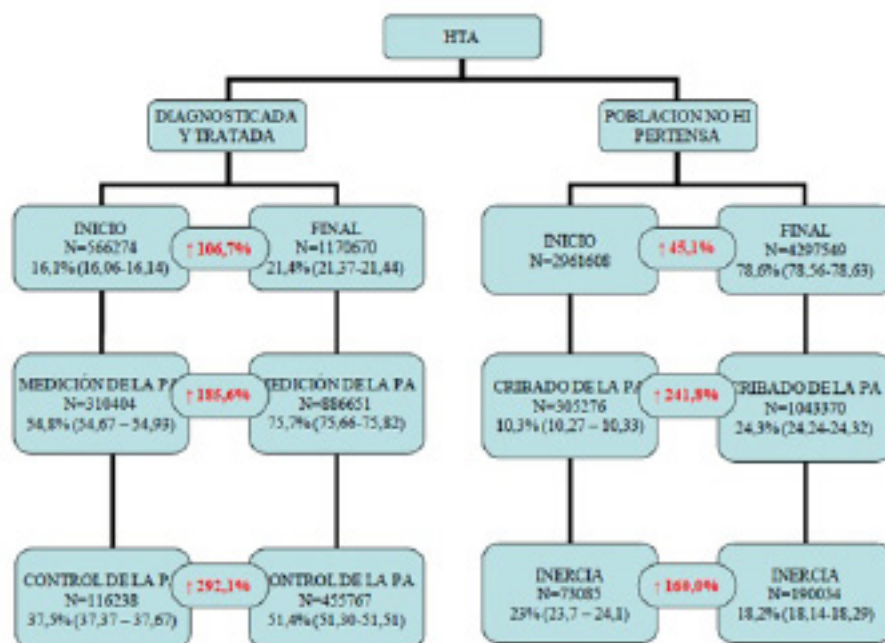 HTA
DIAGNOSTICADA
Y TRATADA
POBLACION NO HI
PERTENSA
INICIO
N=566274
16,1% (16,06-16,14)
↑ 106,7%
FINAL
N=1170670
21,4% (21,37-21,44)
INICIO
N=2961608
↑ 45,1%
FINAL
N=4297549
78,6% (78,56-78,63)
MEDICIÓN DE LA PA
N=310404
54,8% (54,67 – 54,93)
↑ 185,6%
MEDICIÓN DE LA PA
N=886651
75,7% (75,66-75,82)
CRIBADO DE LA PA
N=305276
10,3% (10,27 – 10,33)
↑ 241,8%
CRIBADO DE LA PA
N=1043370
24,3% (24,24-24,32)
CONTROL DE LA PA
N=116238
37,5% (37,37 – 37,67)
↑ 292,1%
CONTROL DE LA PA
N=455767
51,4% (51,30-51,51)
INERCIA
N=73085
23% (23,7 – 24,1)
↑ 160,0%
INERCIA
N=190034
18,2% (18,14-18,29)